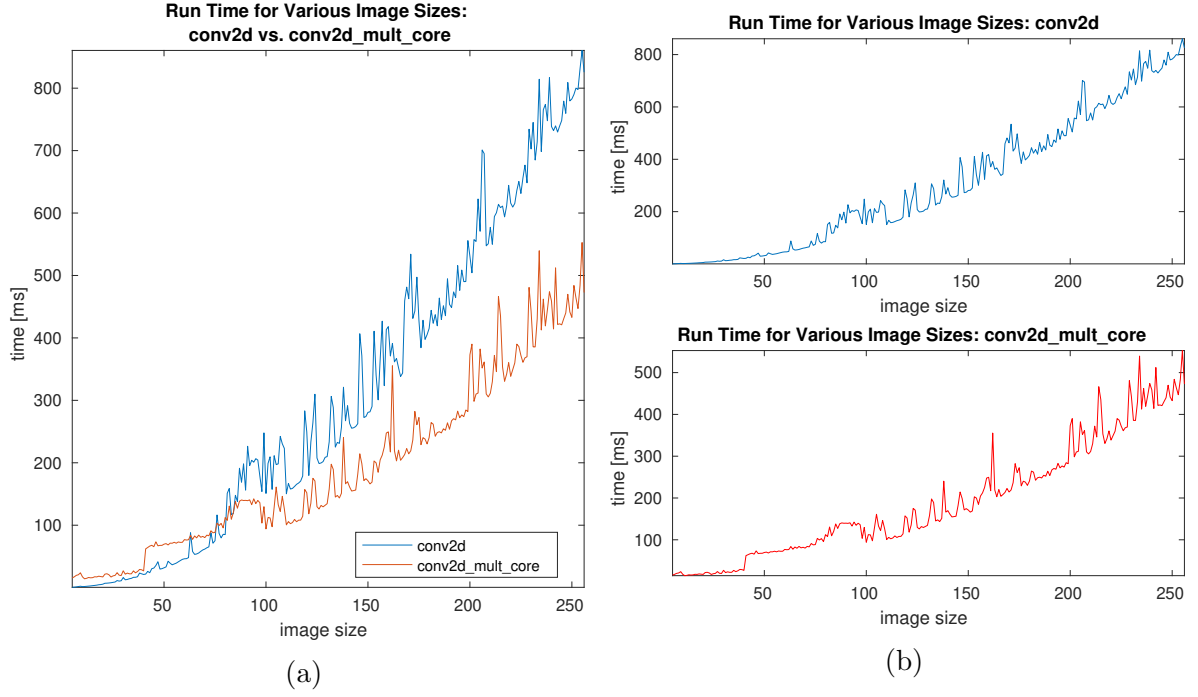 Run Time for Various Image Sizes:
conv2d vs. conv2d_mult_core
800
700
600
500
400
300
200
100
time [ms]
50
100
150
200
250
image size
conv2d
conv2d_mult_core
(a)
Run Time for Various Image Sizes: conv2d
800
600
400
200
time [ms]
50
100
150
200
250
image size
Run Time for Various Image Sizes: conv2d_mult_core
500
400
300
200
100
time [ms]
50
100
150
200
250
image size
(b)